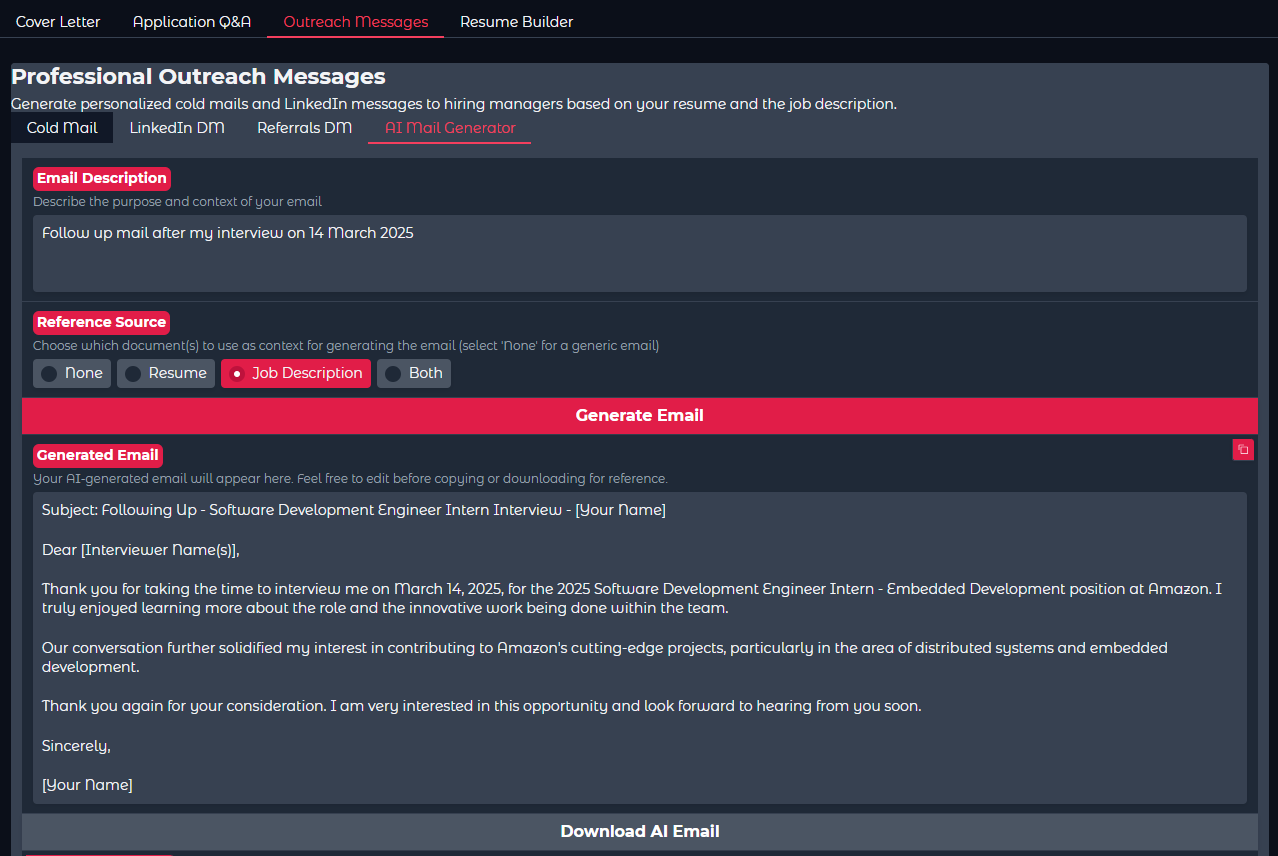 Cover Letter Application Q&A Outreach Messages Resume Builder
Professional Outreach Messages
Generate personalized cold mails and LinkedIn messages to hiring managers based on your resume and the job description.
Cold Mail LinkedIn DM Referrals DM AI Mail Generator
Email Description
Describe the purpose and context of your email
Follow up mail after my interview on 14 March 2025
Reference Source
Choose which document(s) to use as context for generating the email (select 'None' for a generic email)
None Resume Job Description Both
Generate Email
Generated Email
Your AI-generated email will appear here. Feel free to edit before copying or downloading for reference.
Subject: Following Up - Software Development Engineer Intern Interview - [Your Name]
Dear [Interviewer Name(s)],
Thank you for taking the time to interview me on March 14, 2025, for the 2025 Software Development Engineer Intern - Embedded Development position at Amazon. I
truly enjoyed learning more about the role and the innovative work being done within the team.
Our conversation further solidified my interest in contributing to Amazon's cutting-edge projects, particularly in the area of distributed systems and embedded
development.
Thank you again for your consideration. I am very interested in this opportunity and look forward to hearing from you soon.
Sincerely,
[Your Name]
Download AI Email